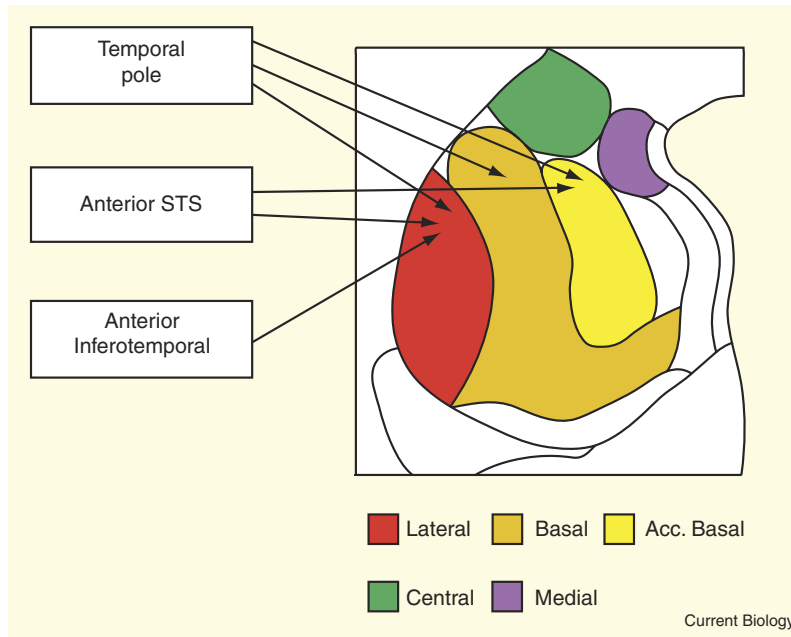 Temporal
pole
Anterior STS
Anterior
Inferotemporal
Lateral
Basal
Acc. Basal
Central
Medial
Current Biology